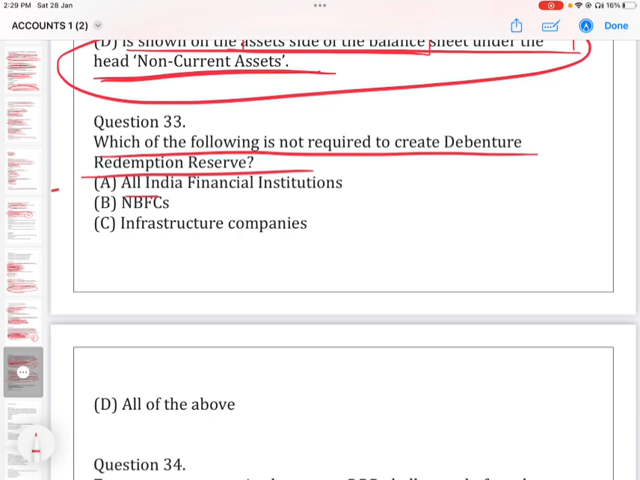 2:29 PM Sat 28 Jan
16%
ACCOUNTS 1 (2)
Done
(D) is shown on the assets side of the balance sheet under the
head ‘Non-Current Assets’.
Question 33.
Which of the following is not required to create Debenture
Redemption Reserve?
(A) All India Financial Institutions
(B) NBFCs
(C) Infrastructure companies
(D) All of the above
Question 34.